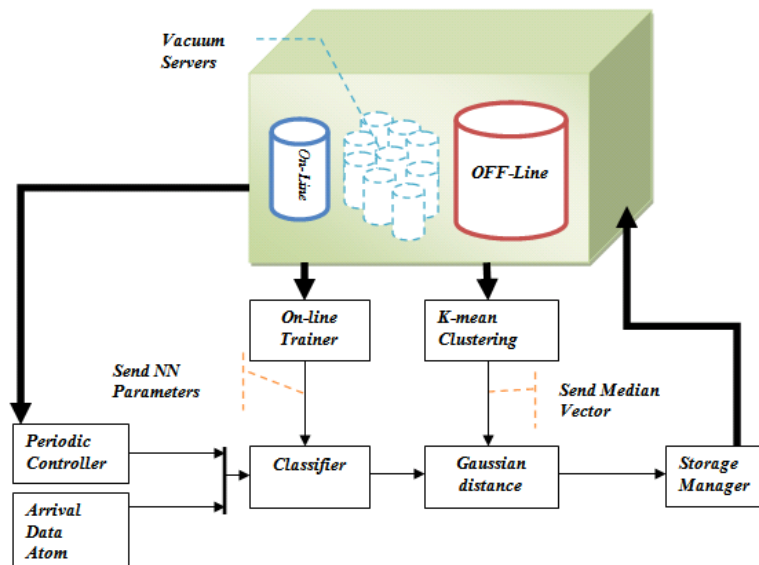 Vacuum
Servers
On-Line
OFF-Line
On-line
Trainer
K-mean
Clustering
Send NN
Parameters
Send Median
Vector
Periodic
Controller
Classifier
Gaussian
distance
Storage
Manager
Arrival
Data
Atom